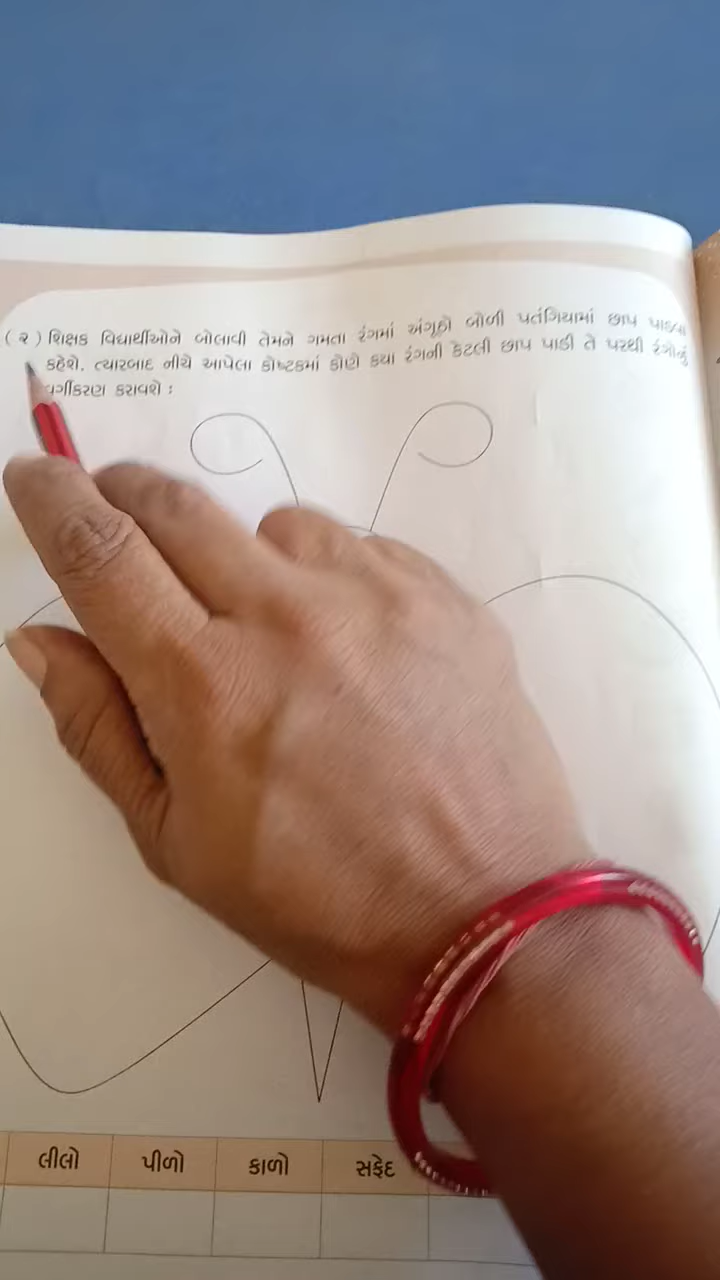 (૨) શિક્ષક વિદ્યાર્થીઓને બોલાવી તેમને ગમતા રંગમાં અંગૂઠો બોળી પતંગિયામાં છાપ પાડવા
કહેશે. ત્યારબાદ નીચે આપેલા કોષ્ટકમાં કોણે કયા રંગની કેટલી છાપ પાડી તે પરથી રંગોનું
વર્ગીકરણ કરાવશે :
લીલો પીળો કાળો સફેદ